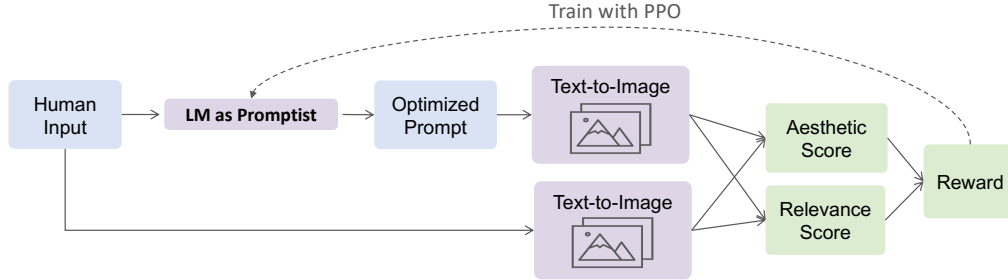 Train with PPO
Human
Input
LM as Promptist
Optimized
Prompt
Text-to-Image
Text-to-Image
Aesthetic
Score
Relevance
Score
Reward